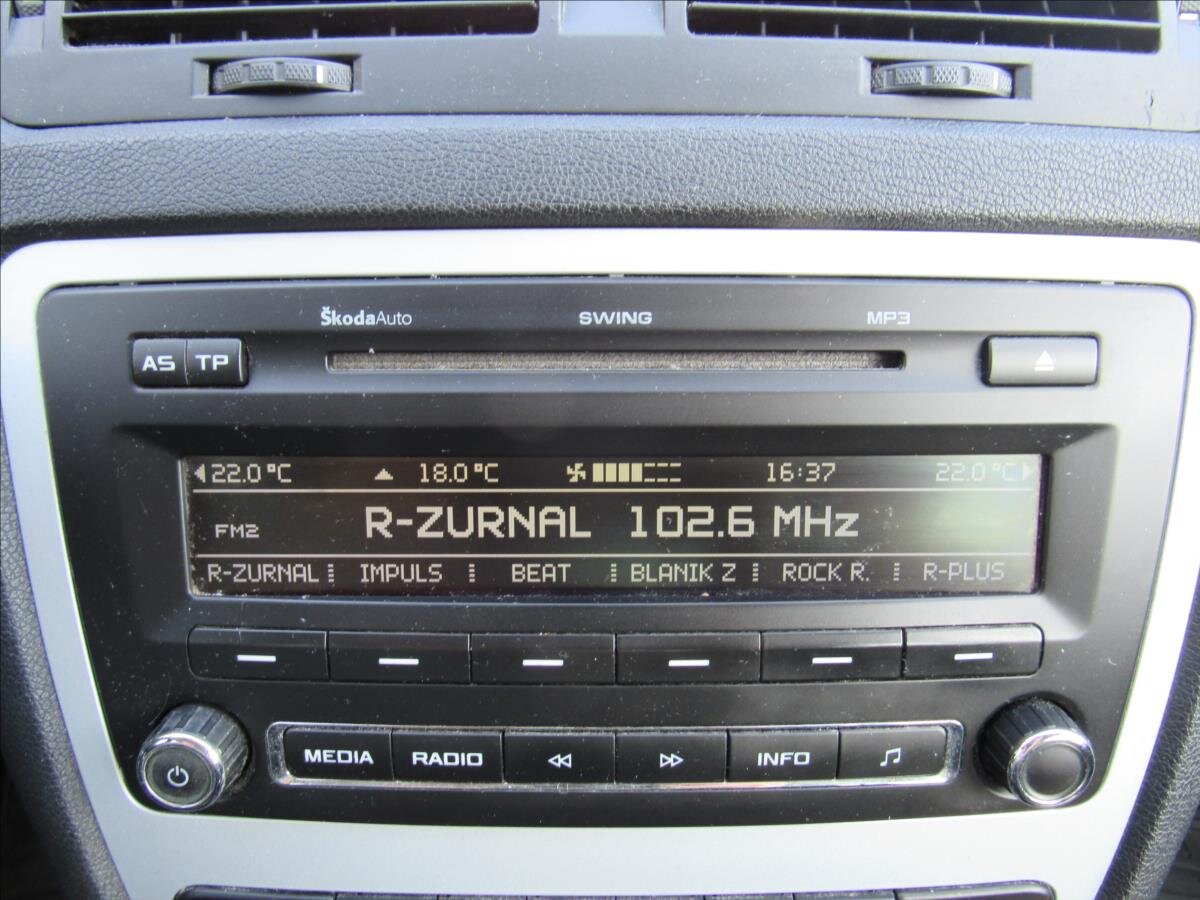 ŠkodaAuto SWING MP3
AS TP
22.0°C 18.0°C 16:37 22.0°C
FM2 R-ZURNAL 102.6 MHz
R-ZURNAL IMPULS BEAT BLANIK Z ROCK R. R-PLUS
MEDIA RADIO INFO